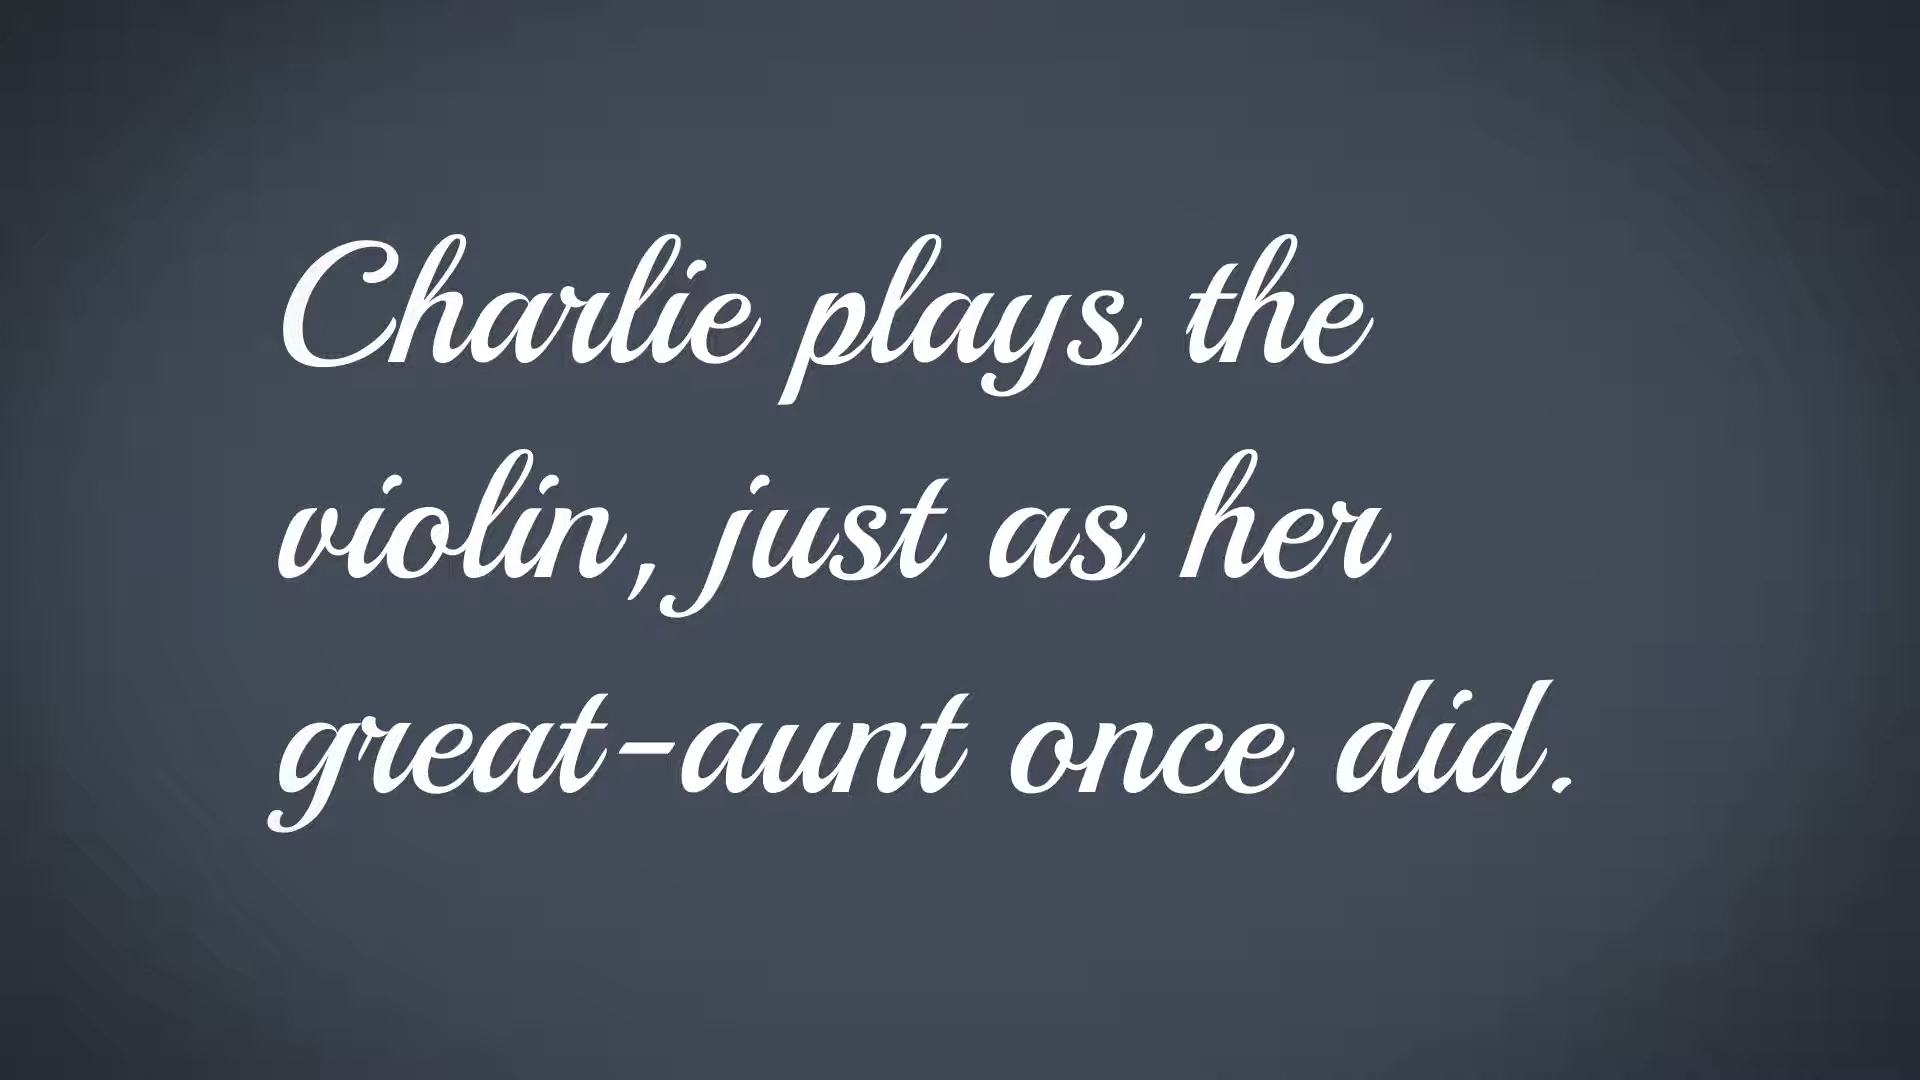 Charlie plays the
violin, just as her
great-aunt once did.